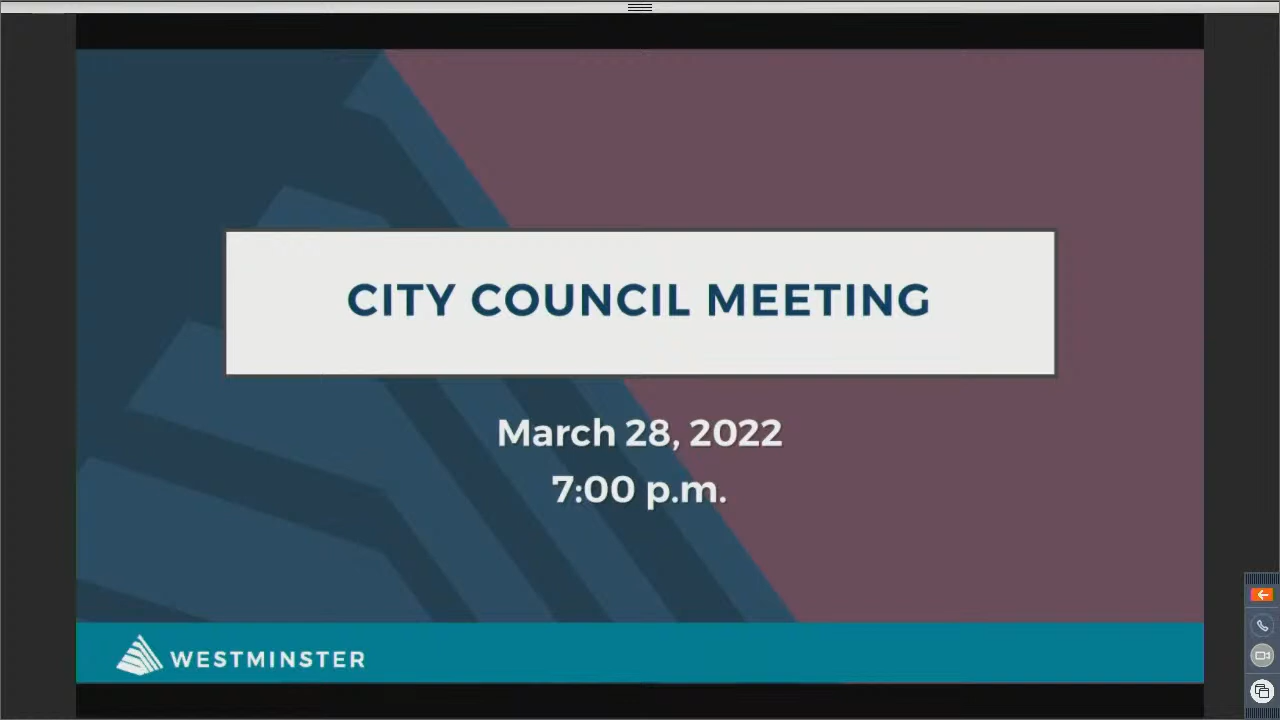 CITY COUNCIL MEETING
March 28, 2022
7:00 p.m.
WESTMINSTER